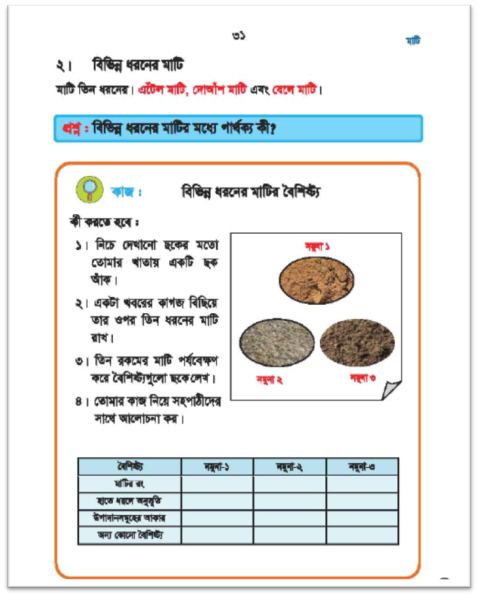 ৩১
মাটি
২। বিভিন্ন ধরনের মাটি
মাটি তিন ধরনের। এঁটেল মাটি, দোআঁশ মাটি এবং বেলে মাটি।
প্রশ্ন : বিভিন্ন ধরনের মাটির মধ্যে পার্থক্য কী?
কাজ : বিভিন্ন ধরনের মাটির বৈশিষ্ট্য
কী করতে হবে :
১। নিচে দেখানো ছকের মতো
তোমার খাতায় একটি ছক
আঁক।
২। একটা খবরের কাগজ বিছিয়ে
তার ওপর তিন ধরনের মাটি
রাখ।
৩। তিন রকমের মাটি পর্যবেক্ষণ
করে বৈশিষ্ট্যগুলো ছকে লেখ।
৪। তোমার কাজ নিয়ে সহপাঠীদের
সাথে আলোচনা কর।
নমুনা ১
নমুনা ২ নমুনা ৩
বৈশিষ্ট্য নমুনা-১ নমুনা-২ নমুনা-৩
মাটির রং
হাতে ধরলে অনুভূতি
উপাদানসমূহের আকার
অন্য কোনো বৈশিষ্ট্য